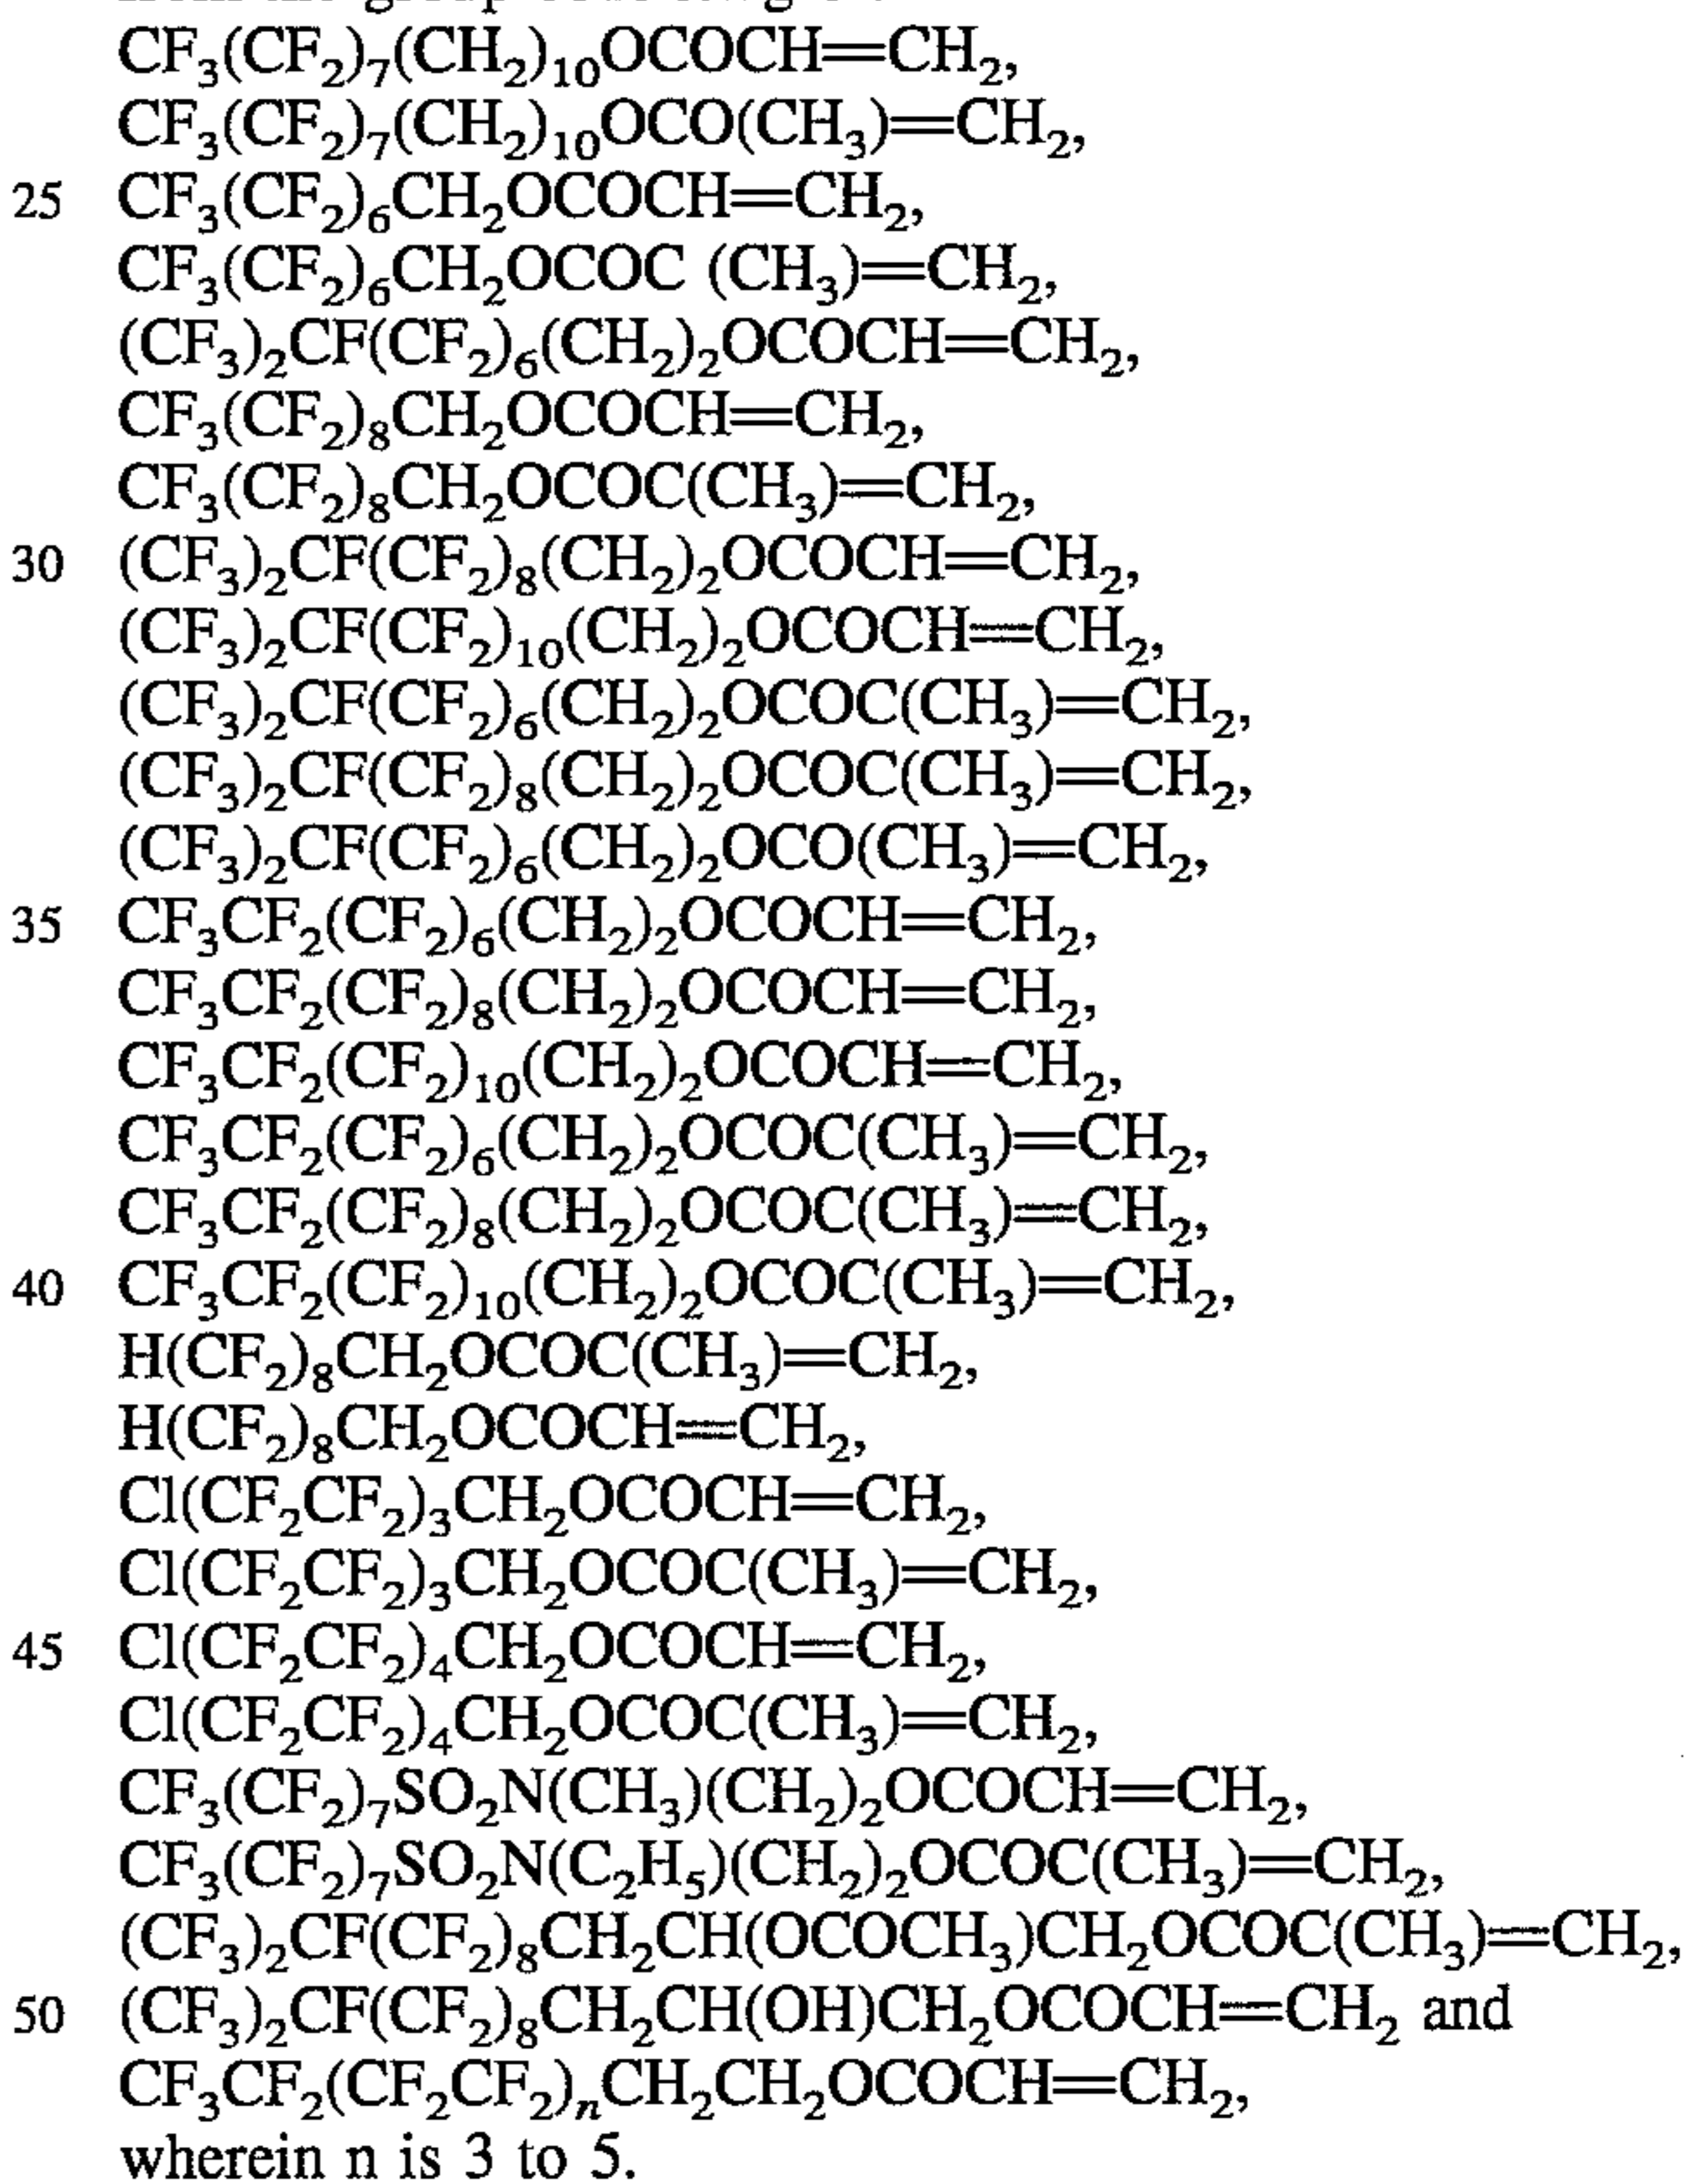 CF₃(CF₂)₇(CH₂)₁₀OCOCH=CH₂,
CF₃(CF₂)₇(CH₂)₁₀OCO(CH₃)=CH₂,
25 CF₃(CF₂)₆CH₂OCOCH=CH₂,
CF₃(CF₂)₆CH₂OCOC (CH₃)=CH₂,
(CF₃)₂CF(CF₂)₆(CH₂)₂OCOCH=CH₂,
CF₃(CF₂)₈CH₂OCOCH=CH₂,
CF₃(CF₂)₈CH₂OCOC(CH₃)=CH₂,
30 (CF₃)₂CF(CF₂)₈(CH₂)₂OCOCH=CH₂,
(CF₃)₂CF(CF₂)₁₀(CH₂)₂OCOCH=CH₂,
(CF₃)₂CF(CF₂)₆(CH₂)₂OCOC(CH₃)=CH₂,
(CF₃)₂CF(CF₂)₈(CH₂)₂OCOC(CH₃)=CH₂,
(CF₃)₂CF(CF₂)₆(CH₂)₂OCO(CH₃)=CH₂,
35 CF₃CF₂(CF₂)₆(CH₂)₂OCOCH=CH₂,
CF₃CF₂(CF₂)₈(CH₂)₂OCOCH=CH₂,
CF₃CF₂(CF₂)₁₀(CH₂)₂OCOCH=CH₂,
CF₃CF₂(CF₂)₆(CH₂)₂OCOC(CH₃)=CH₂,
CF₃CF₂(CF₂)₈(CH₂)₂OCOC(CH₃)=CH₂,
40 CF₃CF₂(CF₂)₁₀(CH₂)₂OCOC(CH₃)=CH₂,
H(CF₂)₈CH₂OCOC(CH₃)=CH₂,
H(CF₂)₈CH₂OCOCH=CH₂,
Cl(CF₂CF₂)₃CH₂OCOCH=CH₂,
Cl(CF₂CF₂)₃CH₂OCOC(CH₃)=CH₂,
45 Cl(CF₂CF₂)₄CH₂OCOCH=CH₂,
Cl(CF₂CF₂)₄CH₂OCOC(CH₃)=CH₂,
CF₃(CF₂)₇SO₂N(CH₃)(CH₂)₂OCOCH=CH₂,
CF₃(CF₂)₇SO₂N(C₂H₅)(CH₂)₂OCOC(CH₃)=CH₂,
(CF₃)₂CF(CF₂)₈CH₂CH(OCOCH₃)CH₂OCOC(CH₃)=CH₂,
50 (CF₃)₂CF(CF₂)₈CH₂CH(OH)CH₂OCOCH=CH₂ and
CF₃CF₂(CF₂CF₂)ₙCH₂CH₂OCOCH=CH₂,
wherein n is 3 to 5.